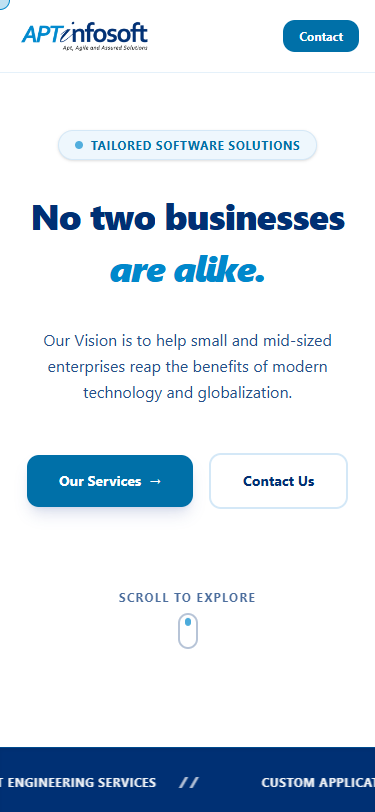 APTinfosoft
Apt, Agile and Assured Solutions
Contact
TAILORED SOFTWARE SOLUTIONS
No two businesses
are alike.
Our Vision is to help small and mid-sized
enterprises reap the benefits of modern
technology and globalization.
Our Services →
Contact Us
SCROLL TO EXPLORE
T ENGINEERING SERVICES // CUSTOM APPLICAT